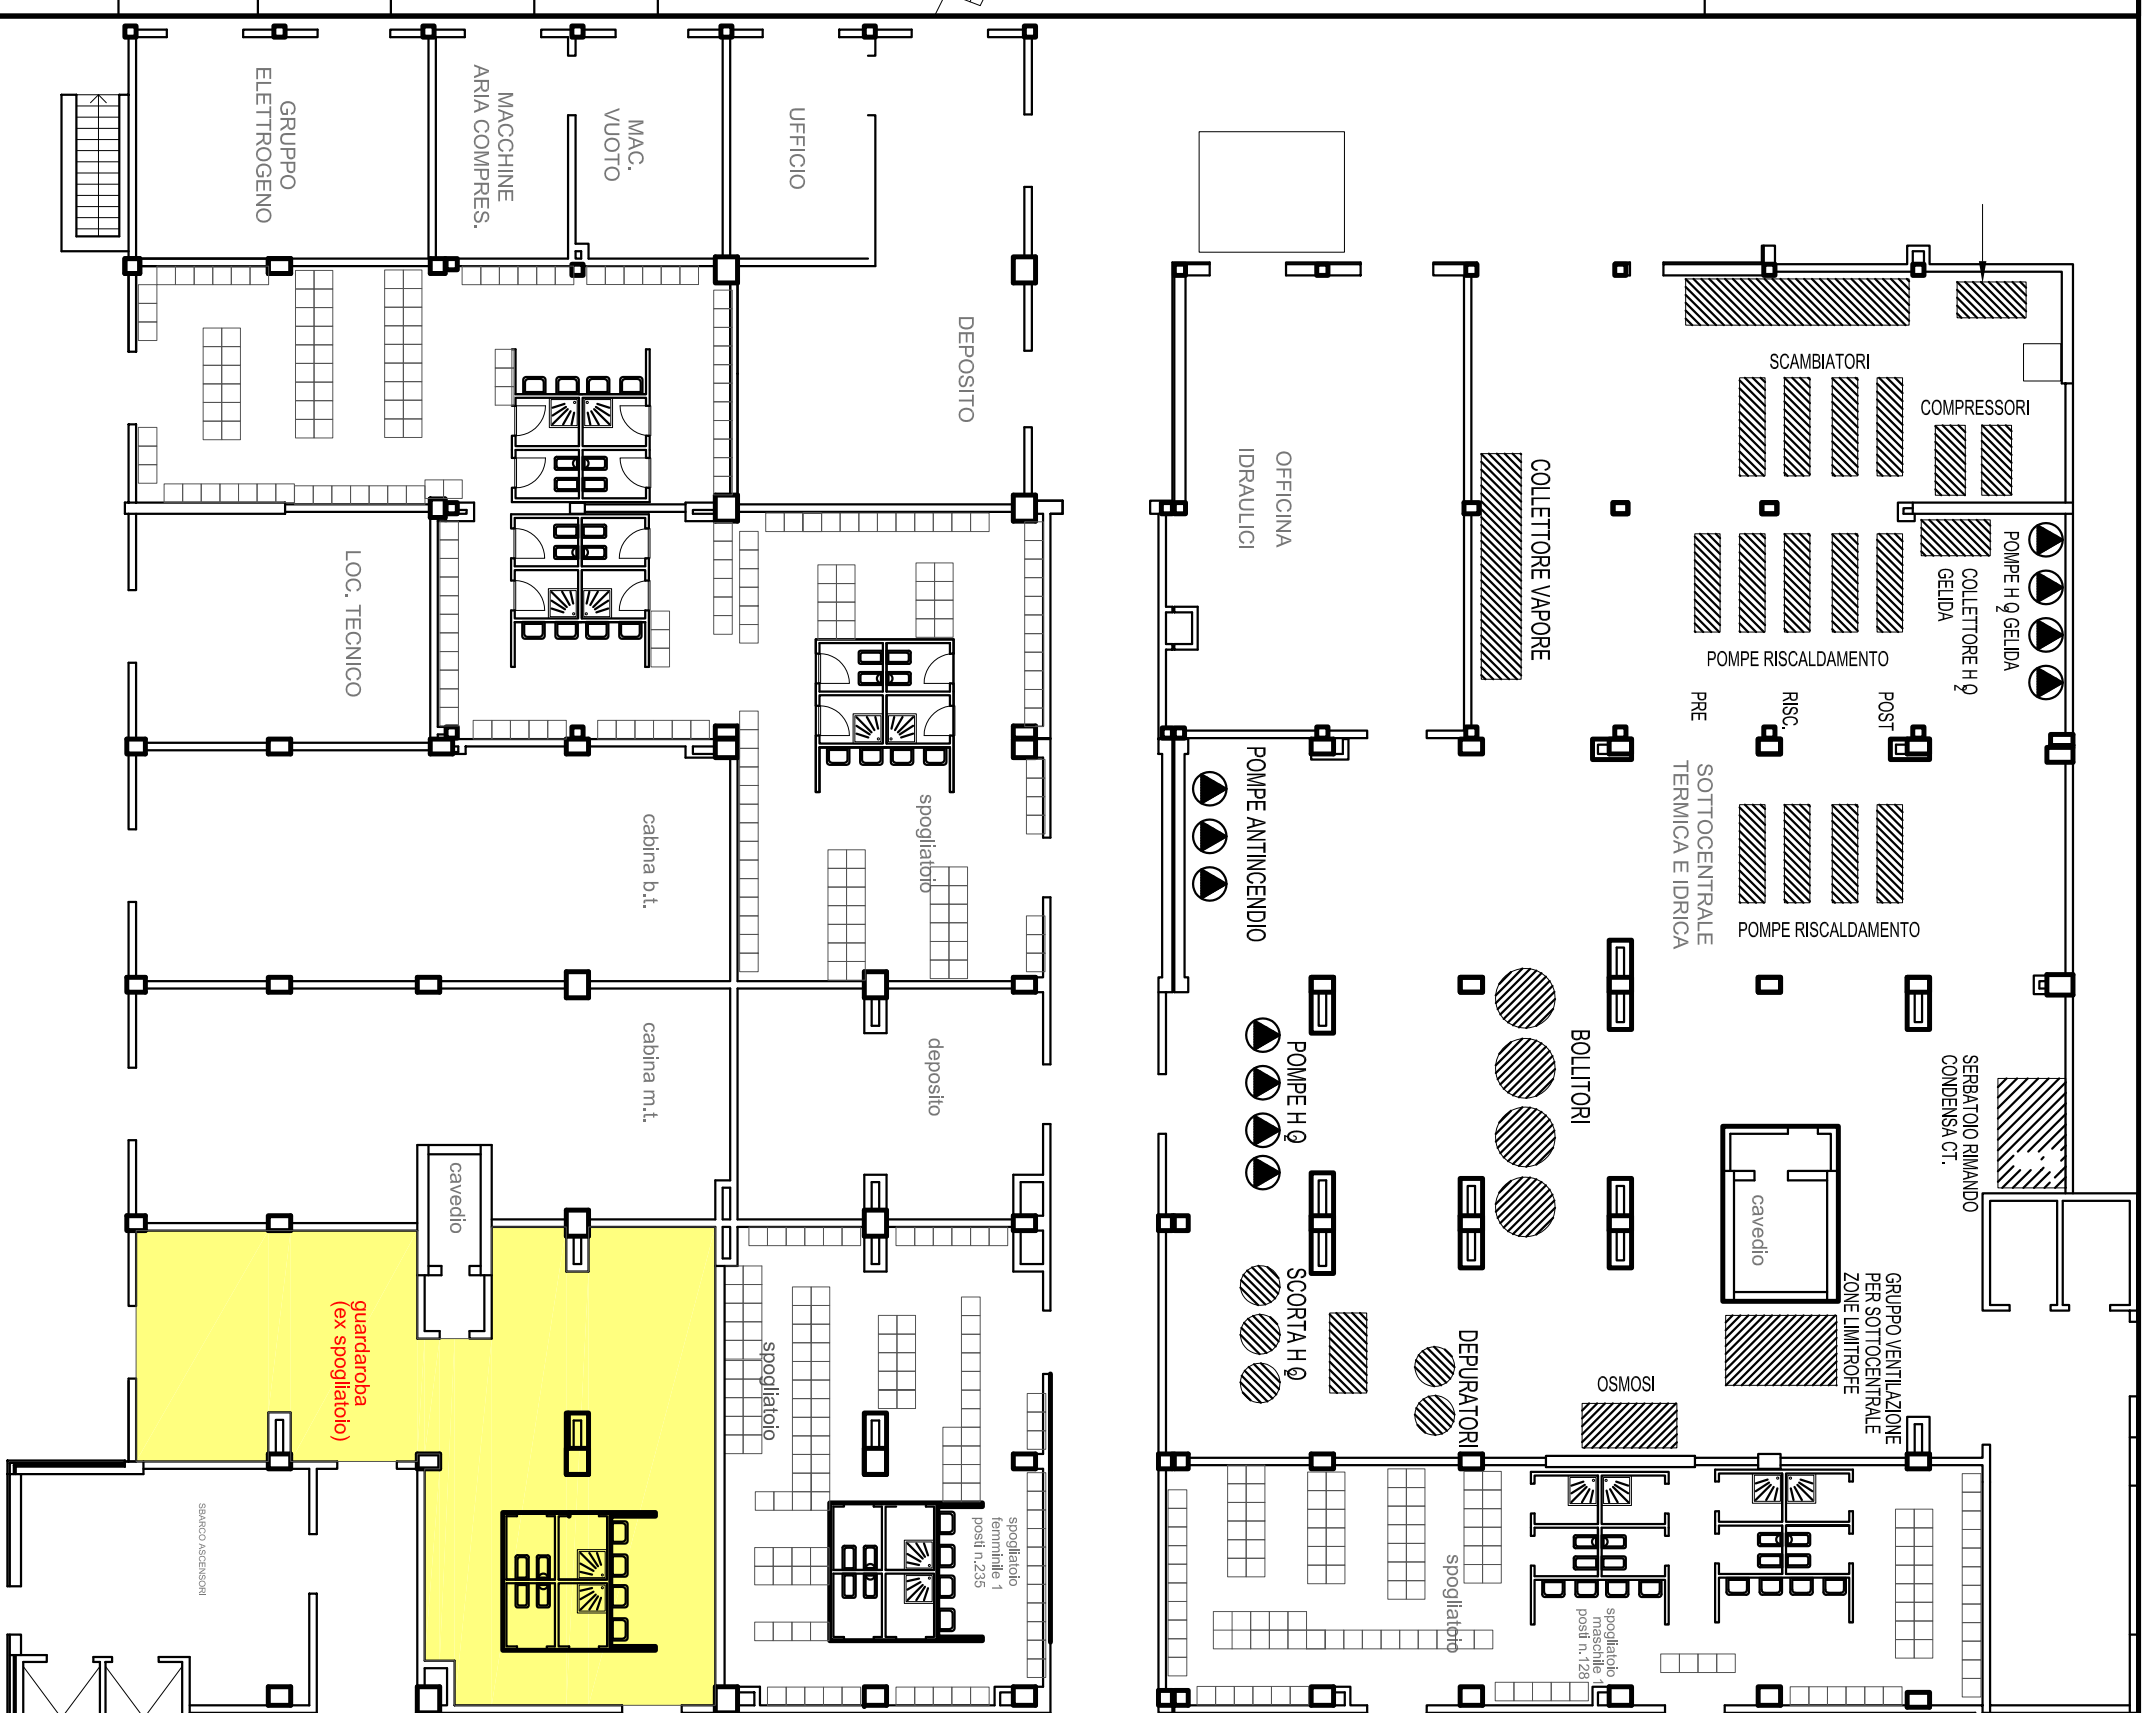 GRUPPO
ELETTROGENO
MACCHINE
ARIA COMPRES.
MAC.
VUOTO
UFFICIO
DEPOSITO
LOC. TECNICO
spogliatoio
cabina b.t.
cabina m.t.
deposito
cavedio
guardaroba
(ex spogliatoio)
spogliatoio
spogliatoio
femminile 1
posti n.235
SBARCO ASCENSORI
OFFICINA
IDRAULICI
COLLETTORE VAPORE
SCAMBIATORI
COMPRESSORI
POMPE H2O GELIDA
COLLETTORE H2O
GELIDA
POMPE RISCALDAMENTO
PRE
RISC.
POST
SOTTOCENTRALE
TERMICA E IDRICA
POMPE ANTINCENDIO
POMPE RISCALDAMENTO
BOLLITORI
POMPE H2O
SERBATOIO RIMANDO
CONDENSA CT.
cavedio
SCORTA H2O
DEPURATORI
OSMOSI
GRUPPO VENTILAZIONE
PER SOTTOCENTRALE
ZONE LIMITROFE
spogliatoio
spogliatoio
maschile 1
posti n.128